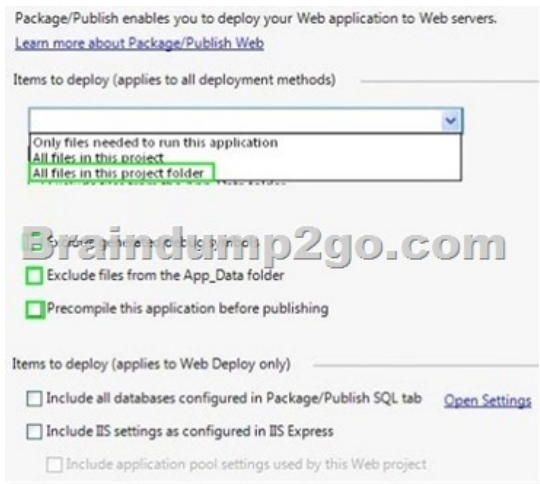 Package/Publish enables you to deploy your Web application to Web servers.
Learn more about Package/Publish Web
Items to deploy (applies to all deployment methods)
Only files needed to run this application
All files in this project
All files in this project folder
Braindump2go.com
Exclude generated debug symbols
Exclude files from the App_Data folder
Precompile this application before publishing
Items to deploy (applies to Web Deploy only)
Include all databases configured in Package/Publish SQL tab Open Settings
Include IIS settings as configured in IIS Express
Include application pool settings used by this Web project